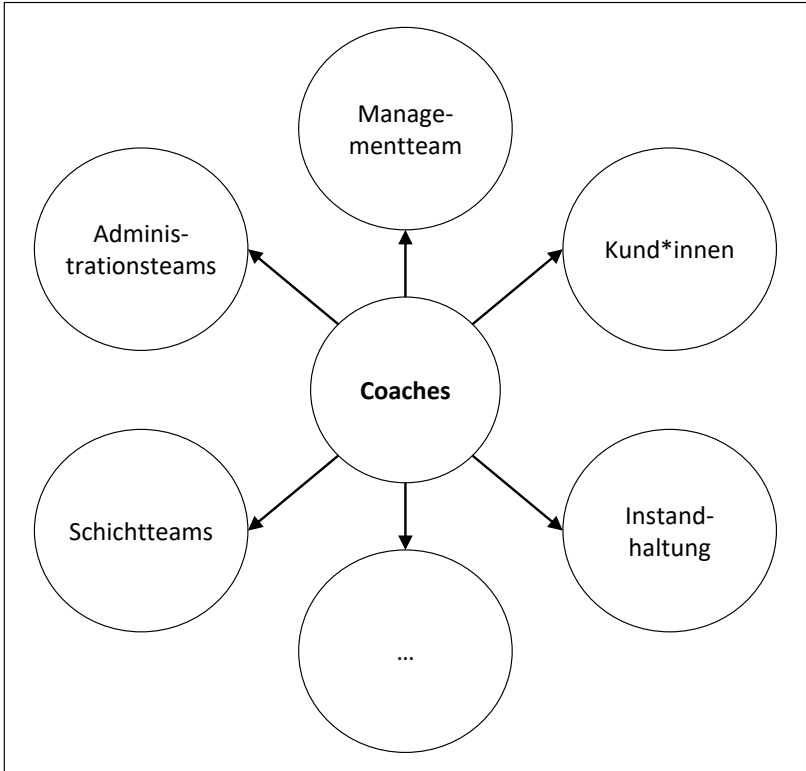 Manage-
mentteam
Adminis-
trationsteams
Kund*innen
Coaches
Schichtteams
Instand-
haltung
...